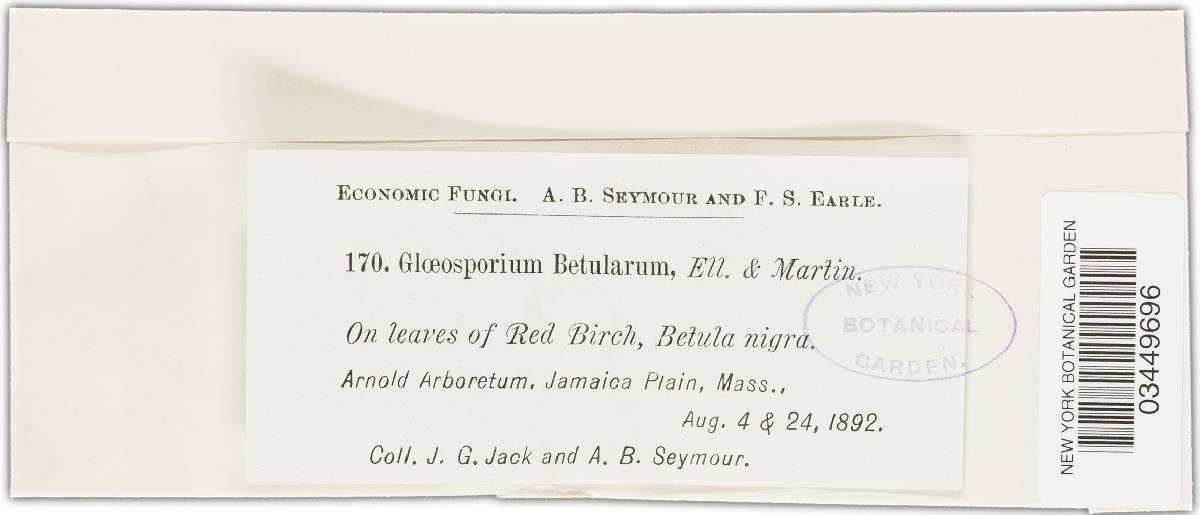 Economic Fungi. A. B. Seymour and F. S. Earle.
170. Glœosporium Betularum, Ell. & Martin.
On leaves of Red Birch, Betula nigra.
Arnold Arboretum. Jamaica Plain, Mass.,
Aug. 4 & 24, 1892.
Coll. J. G. Jack and A. B. Seymour.
NEW YORK
BOTANICAL
GARDEN.
NEW YORK BOTANICAL GARDEN
03449696